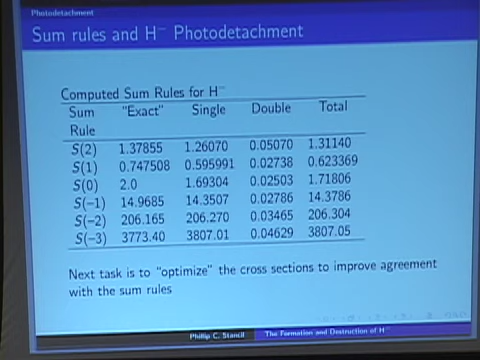 Photodetachment
Sum rules and H⁻ Photodetachment
Computed Sum Rules for H⁻
Sum Rule "Exact" Single Double Total
S(2) 1.37855 1.26070 0.05070 1.31140
S(1) 0.747508 0.595991 0.02738 0.623369
S(0) 2.0 1.69304 0.02503 1.71806
S(−1) 14.9685 14.3507 0.02786 14.3786
S(−2) 206.165 206.270 0.03465 206.304
S(−3) 3773.40 3807.01 0.04629 3807.05
Next task is to "optimize" the cross sections to improve agreement
with the sum rules
Phillip C. Stancil The Formation and Destruction of H⁻